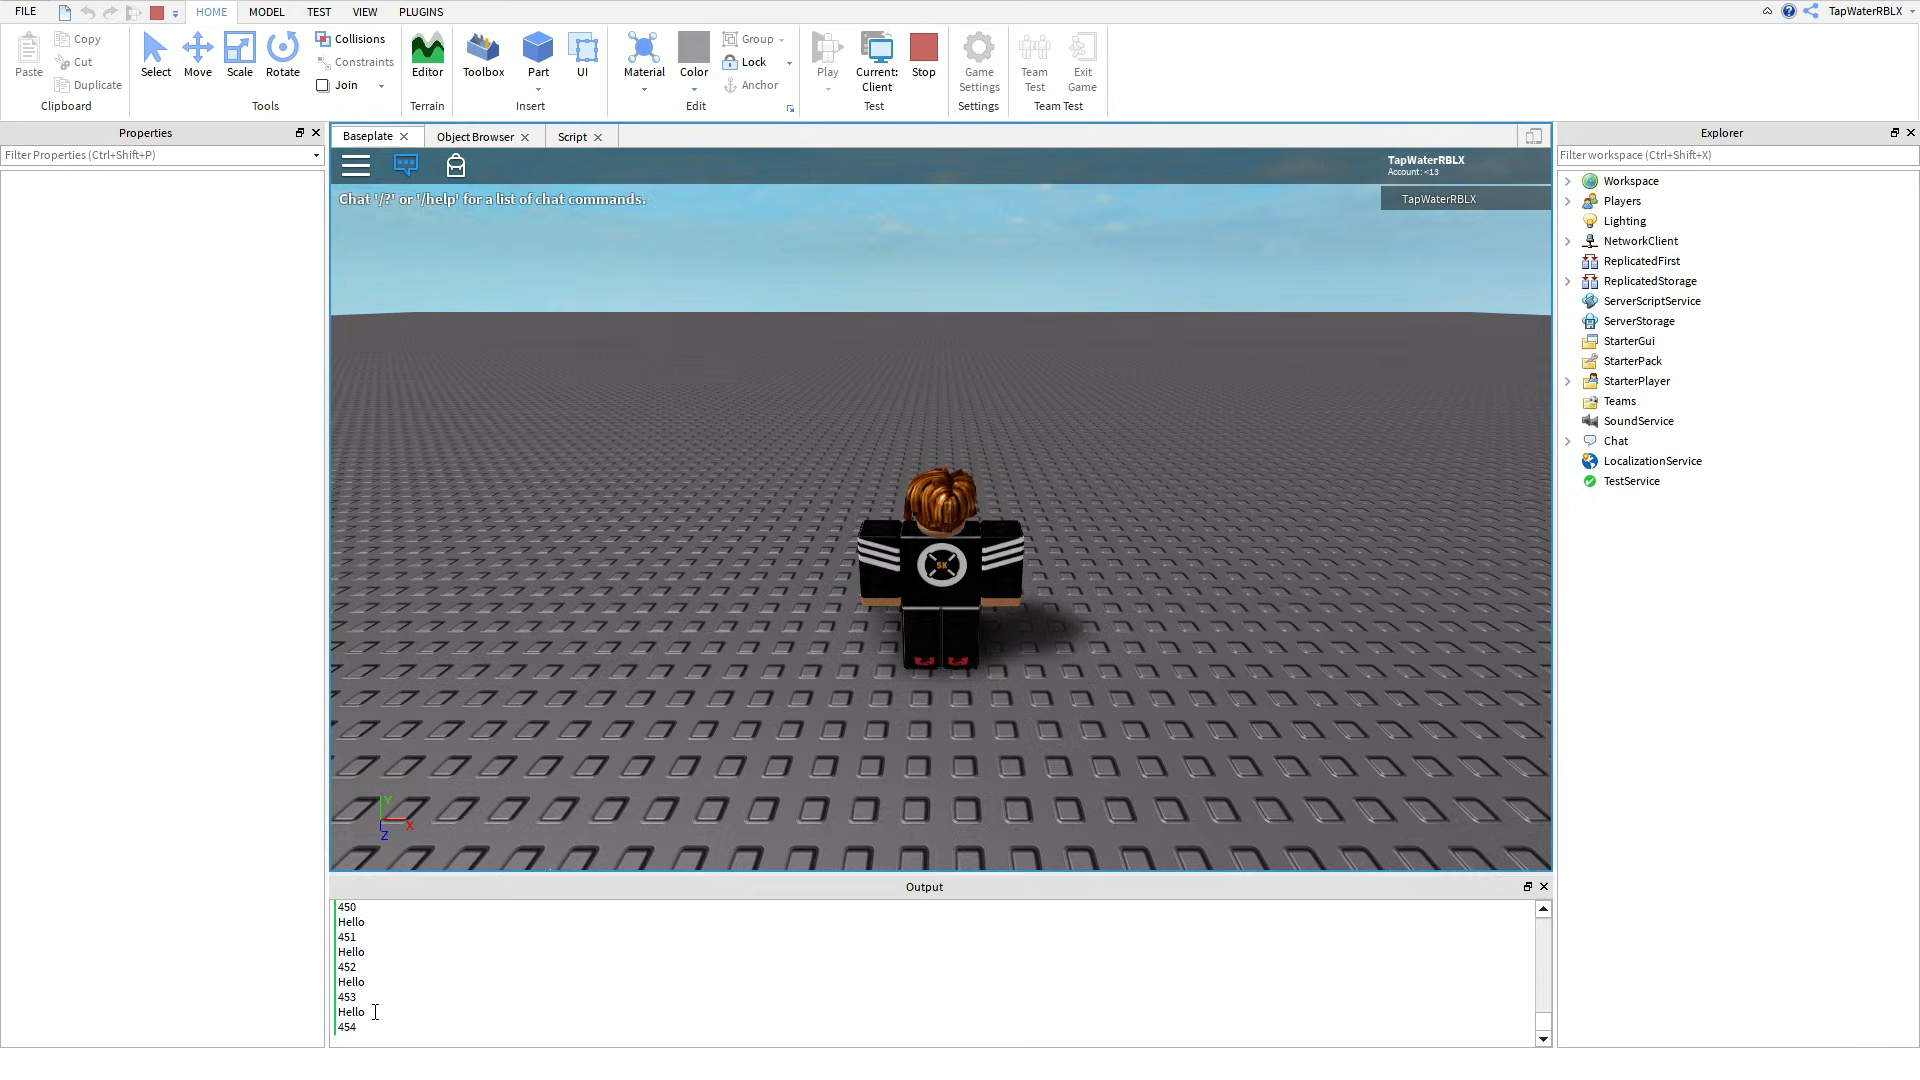 FILE HOME MODEL TEST VIEW PLUGINS TapWaterRBLX
Paste Copy Cut Duplicate Clipboard
Select Move Scale Rotate Collisions Constraints Join Tools
Editor Terrain
Toolbox Part UI Insert
Material Color Group Lock Anchor Edit
Play Current: Client Stop Test
Game Settings Settings
Team Test Exit Game Team Test
Properties
Filter Properties (Ctrl+Shift+P)
Baseplate Object Browser Script
TapWaterRBLX
Account: <13
TapWaterRBLX
Chat '/?' or '/help' for a list of chat commands.
5K
Y
X
Z
Output
450
Hello
451
Hello
452
Hello
453
Hello
454
Explorer
Filter workspace (Ctrl+Shift+X)
Workspace
Players
Lighting
NetworkClient
ReplicatedFirst
ReplicatedStorage
ServerScriptService
ServerStorage
StarterGui
StarterPack
StarterPlayer
Teams
SoundService
Chat
LocalizationService
TestService